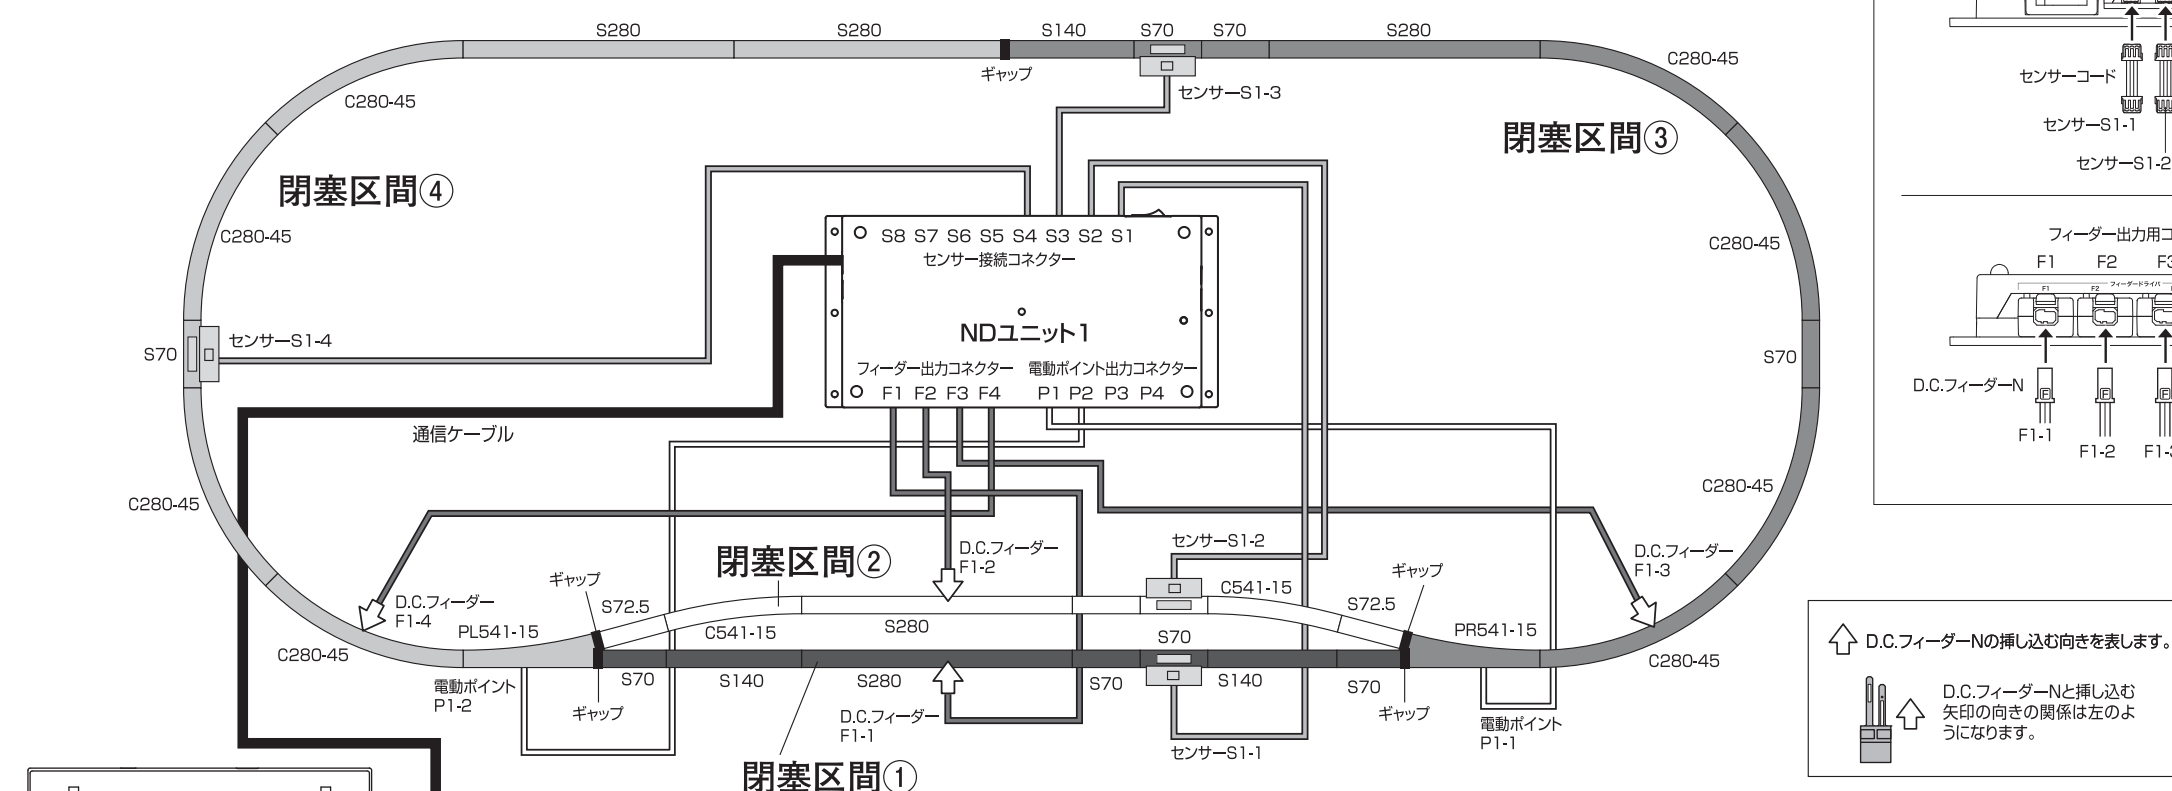 S280
S280
S140
S70
S70
S280
ギャップ
センサーS1-3
C280-45
C280-45
閉塞区間③
閉塞区間④
C280-45
C280-45
S8 S7 S6 S5 S4 S3 S2 S1
センサー接続コネクター
NDユニット1
フィーダー出力コネクター 電動ポイント出力コネクター
F1 F2 F3 F4 P1 P2 P3 P4
S70
センサーS1-4
S70
通信ケーブル
C280-45
C280-45
閉塞区間②
D.C.フィーダー
F1-2
センサーS1-2
D.C.フィーダー
F1-3
ギャップ
ギャップ
D.C.フィーダー
F1-4
S72.5
C541-15
S280
C541-15
S72.5
PL541-15
PR541-15
C280-45
C280-45
S70
電動ポイント
P1-2
ギャップ
S70
S140
S280
S70
S140
S70
ギャップ
D.C.フィーダー
F1-1
センサーS1-1
電動ポイント
P1-1
閉塞区間①
センサーコード
センサーS1-1
センサーS1-2
フィーダー出力用コ
F1 F2 F3
F1 F2 フィーダードライバ
D.C.フィーダーN
F F
F1-1
F1-2
F1-3
D.C.フィーダーNの挿し込む向きを表します。
D.C.フィーダーNと挿し込む
矢印の向きの関係は左のよ
うになります。